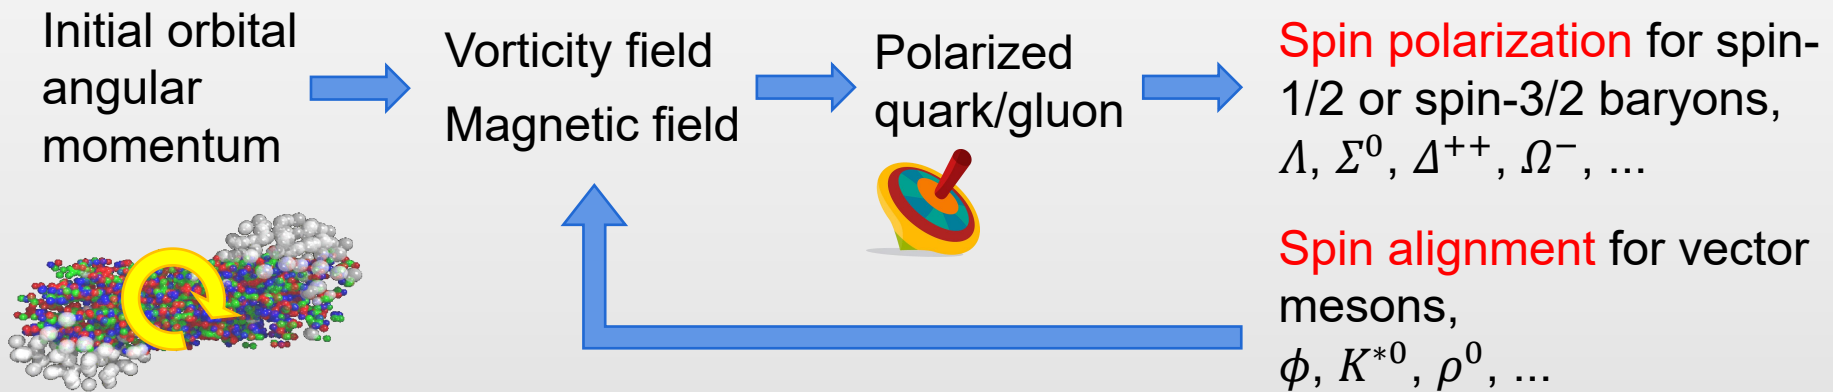 Initial orbital
angular
momentum
Vorticity field
Magnetic field
Polarized
quark/gluon
Spin polarization for spin-
1/2 or spin-3/2 baryons,
Λ, Σ⁰, Δ⁺⁺, Ω⁻, ...
Spin alignment for vector
mesons,
ϕ, K*⁰, ρ⁰, ...